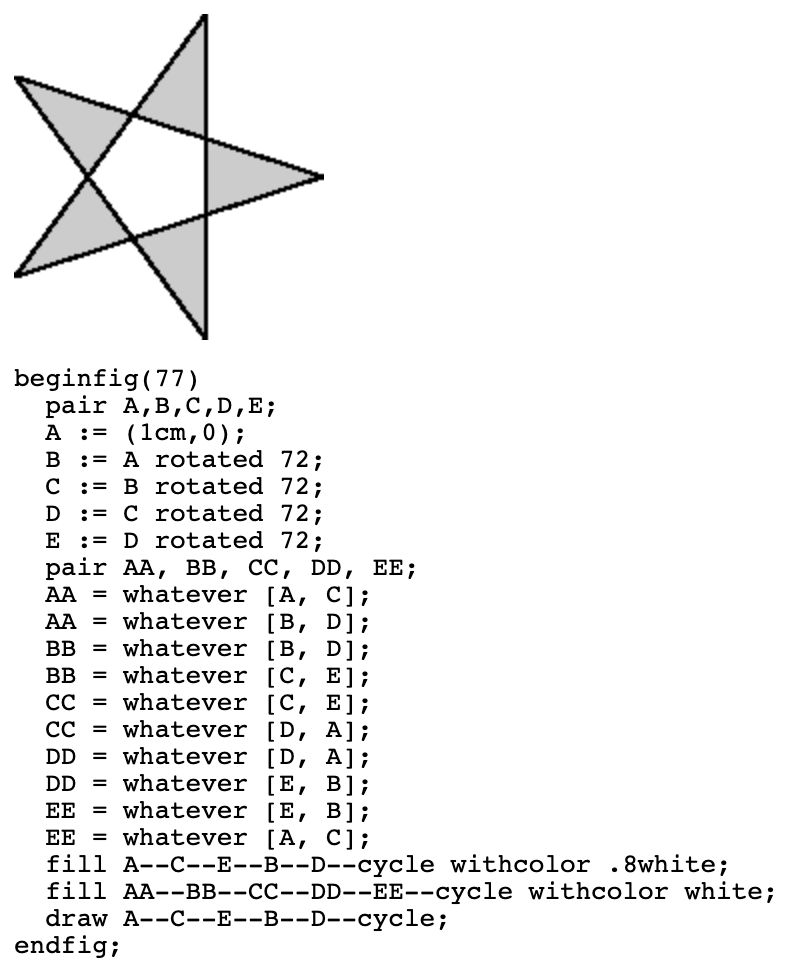 beginfig(77)
  pair A,B,C,D,E;
  A := (1cm,0);
  B := A rotated 72;
  C := B rotated 72;
  D := C rotated 72;
  E := D rotated 72;
  pair AA, BB, CC, DD, EE;
  AA = whatever [A, C];
  AA = whatever [B, D];
  BB = whatever [B, D];
  BB = whatever [C, E];
  CC = whatever [C, E];
  CC = whatever [D, A];
  DD = whatever [D, A];
  DD = whatever [E, B];
  EE = whatever [E, B];
  EE = whatever [A, C];
  fill A--C--E--B--D--cycle withcolor .8white;
  fill AA--BB--CC--DD--EE--cycle withcolor white;
  draw A--C--E--B--D--cycle;
endfig;